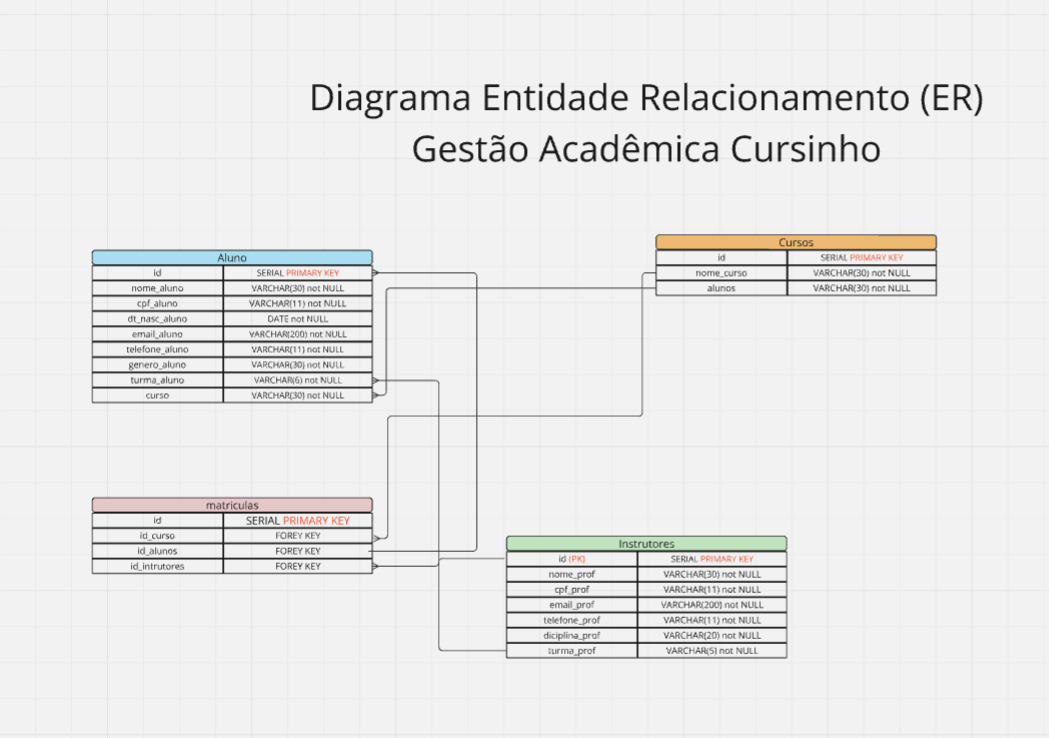 Diagrama Entidade Relacionamento (ER)
Gestão Acadêmica Cursinho
Aluno
id SERIAL PRIMARY KEY
nome_aluno VARCHAR(30) not NULL
cpf_aluno VARCHAR(11) not NULL
dt_nasc_aluno DATE not NULL
email_aluno VARCHAR(200) not NULL
telefone_aluno VARCHAR(11) not NULL
genero_aluno VARCHAR(30) not NULL
turma_aluno VARCHAR(6) not NULL
curso VARCHAR(30) not NULL
Cursos
id SERIAL PRIMARY KEY
nome_curso VARCHAR(30) not NULL
alunos VARCHAR(30) not NULL
matriculas
id SERIAL PRIMARY KEY
id_curso FOREY KEY
id_alunos FOREY KEY
id_intrutores FOREY KEY
Instrutores
id (PK) SERIAL PRIMARY KEY
nome_prof VARCHAR(30) not NULL
cpf_prof VARCHAR(11) not NULL
email_prof VARCHAR(200) not NULL
telefone_prof VARCHAR(11) not NULL
diciplina_prof VARCHAR(20) not NULL
turma_prof VARCHAR(5) not NULL